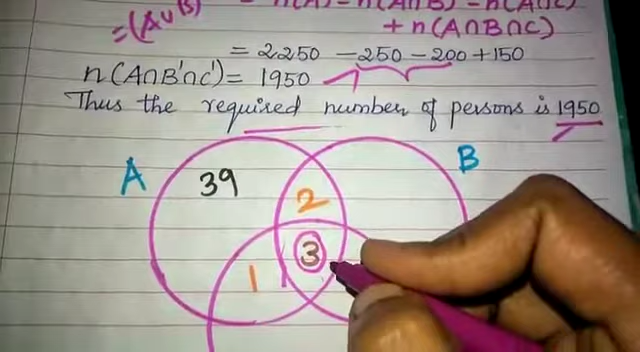 = n(A) - n(A∩B) - n(A∩C)
=(A∪B)
+ n(A∩B∩C)
= 2250 - 250 - 200 + 150
n(A∩B'∩C') = 1950
Thus the required number of persons is 1950
A
39
2
B
1
3